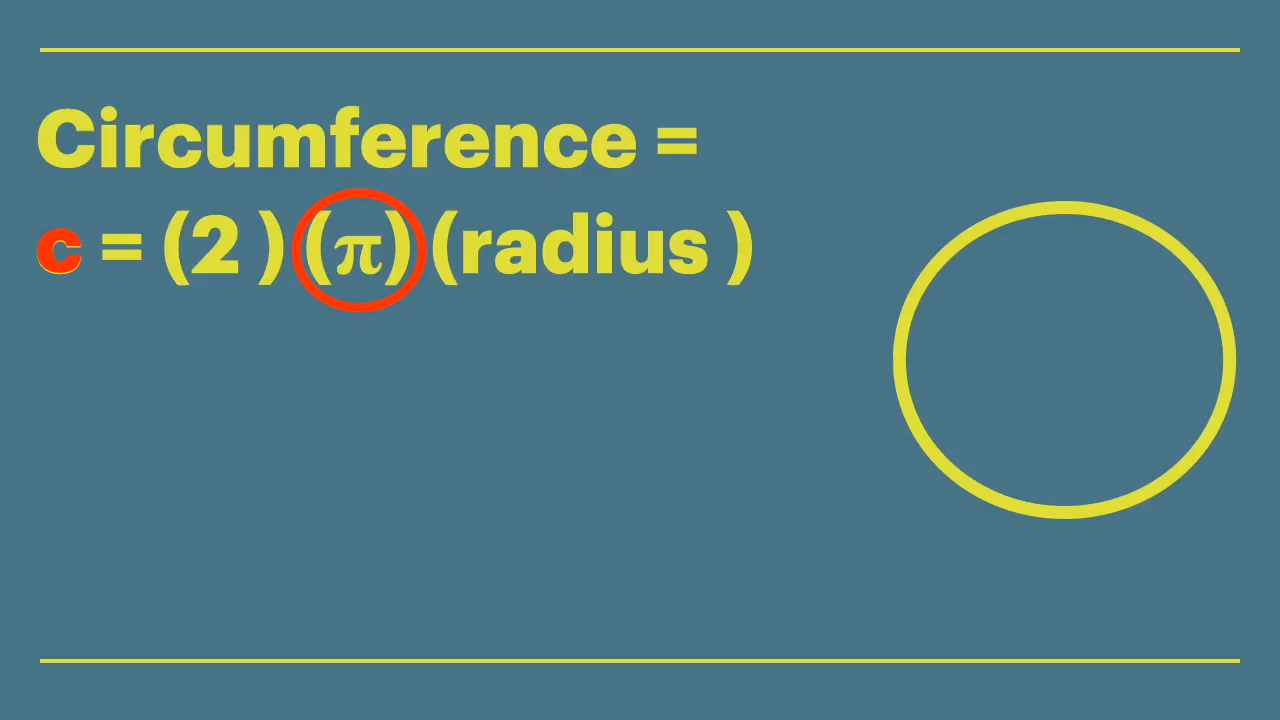 Circumference =
c = (2 ) (π) (radius )